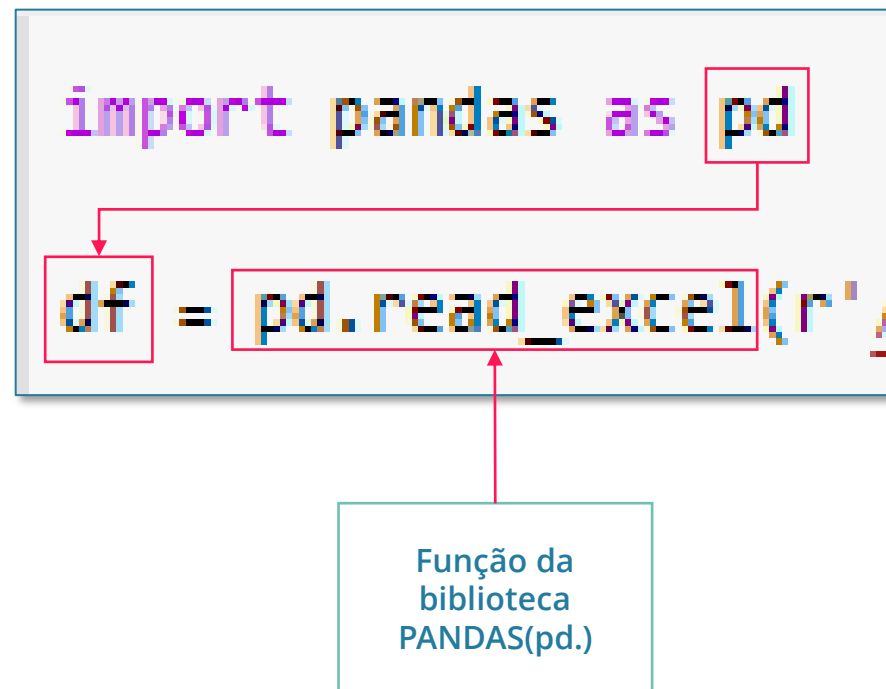 import pandas as pd
df = pd.read_excel(r'
Função da
biblioteca
PANDAS(pd.)